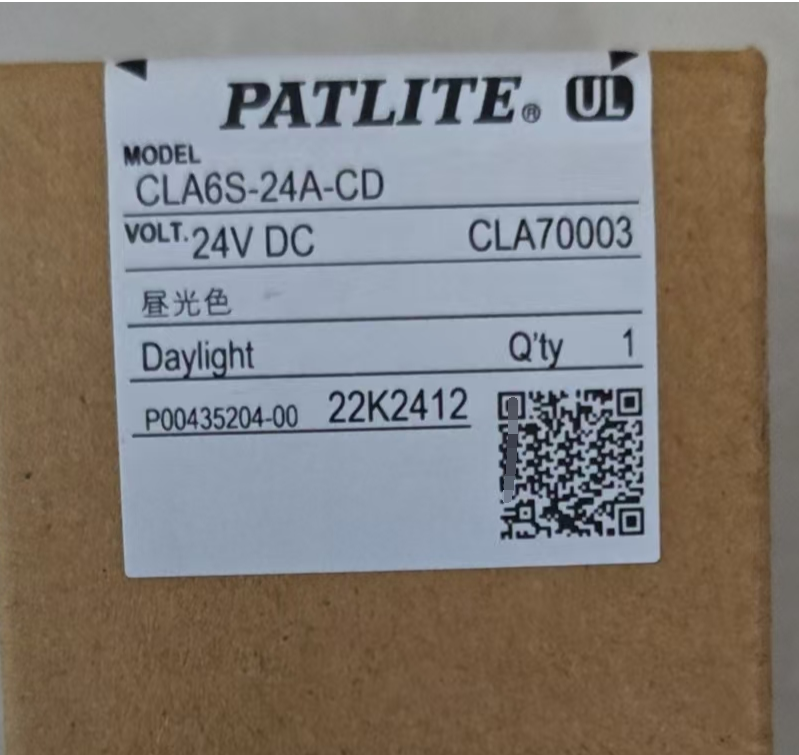 PATLITE® UL
MODEL
CLA6S-24A-CD
VOLT. 24V DC CLA70003
昼光色
Daylight Q'ty 1
P00435204-00 22K2412